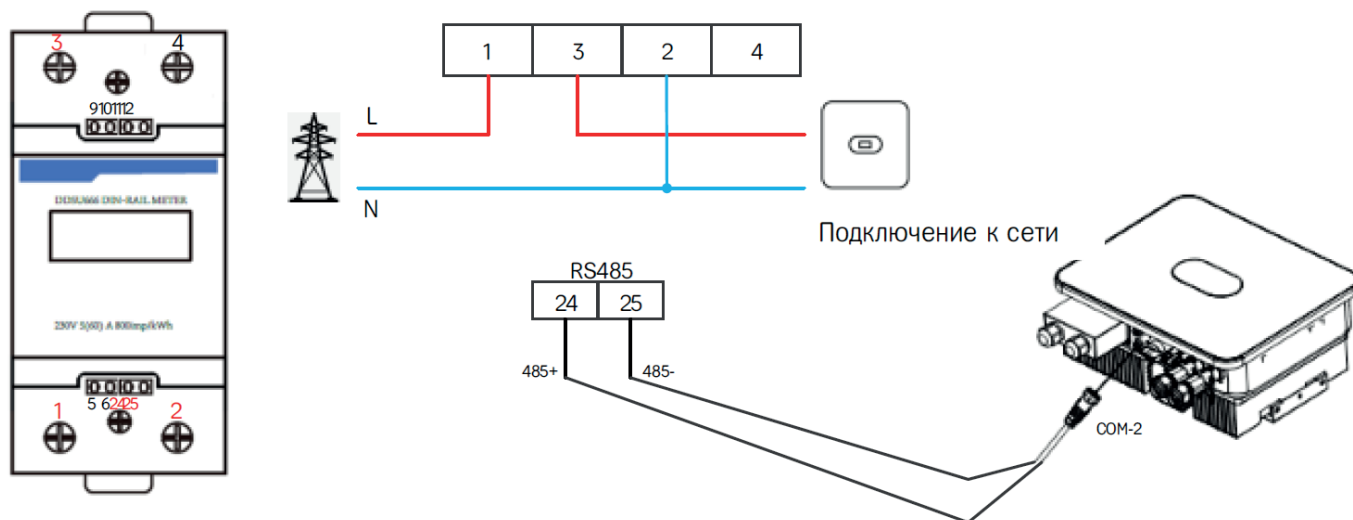 3 4
9101112
DDSU666 DIN-RAIL METER
230V 5(60) A 800imp/kWh
5 62425
1 2
1 3 2 4
L
N
Подключение к сети
RS485
24 25
485+ 485-
COM-2